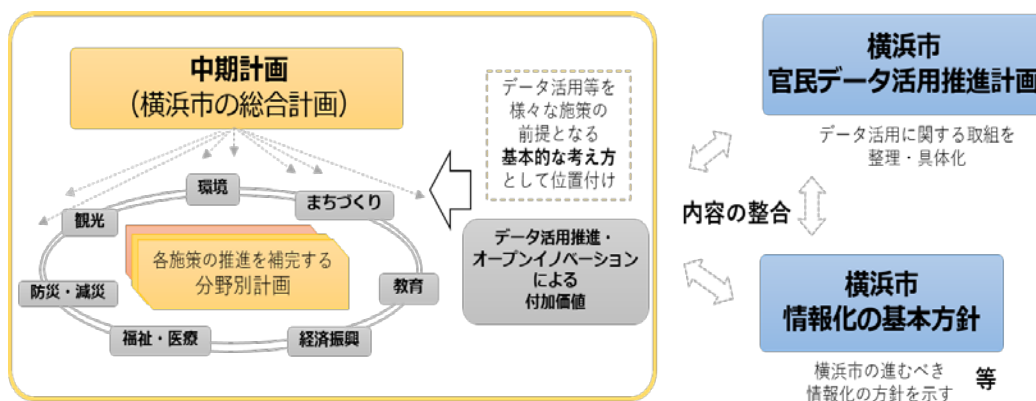 中期計画
（横浜市の総合計画）
環境
まちづくり
観光
各施策の推進を補完する
分野別計画
教育
防災・減災
福祉・医療
経済振興
データ活用等を
様々な施策の
前提となる
基本的な考え方
として位置付け
データ活用推進・
オープンイノベーション
による
付加価値
横浜市
官民データ活用推進計画
データ活用に関する取組を
整理・具体化
内容の整合
横浜市
情報化の基本方針
横浜市の進むべき
情報化の方針を示す
等